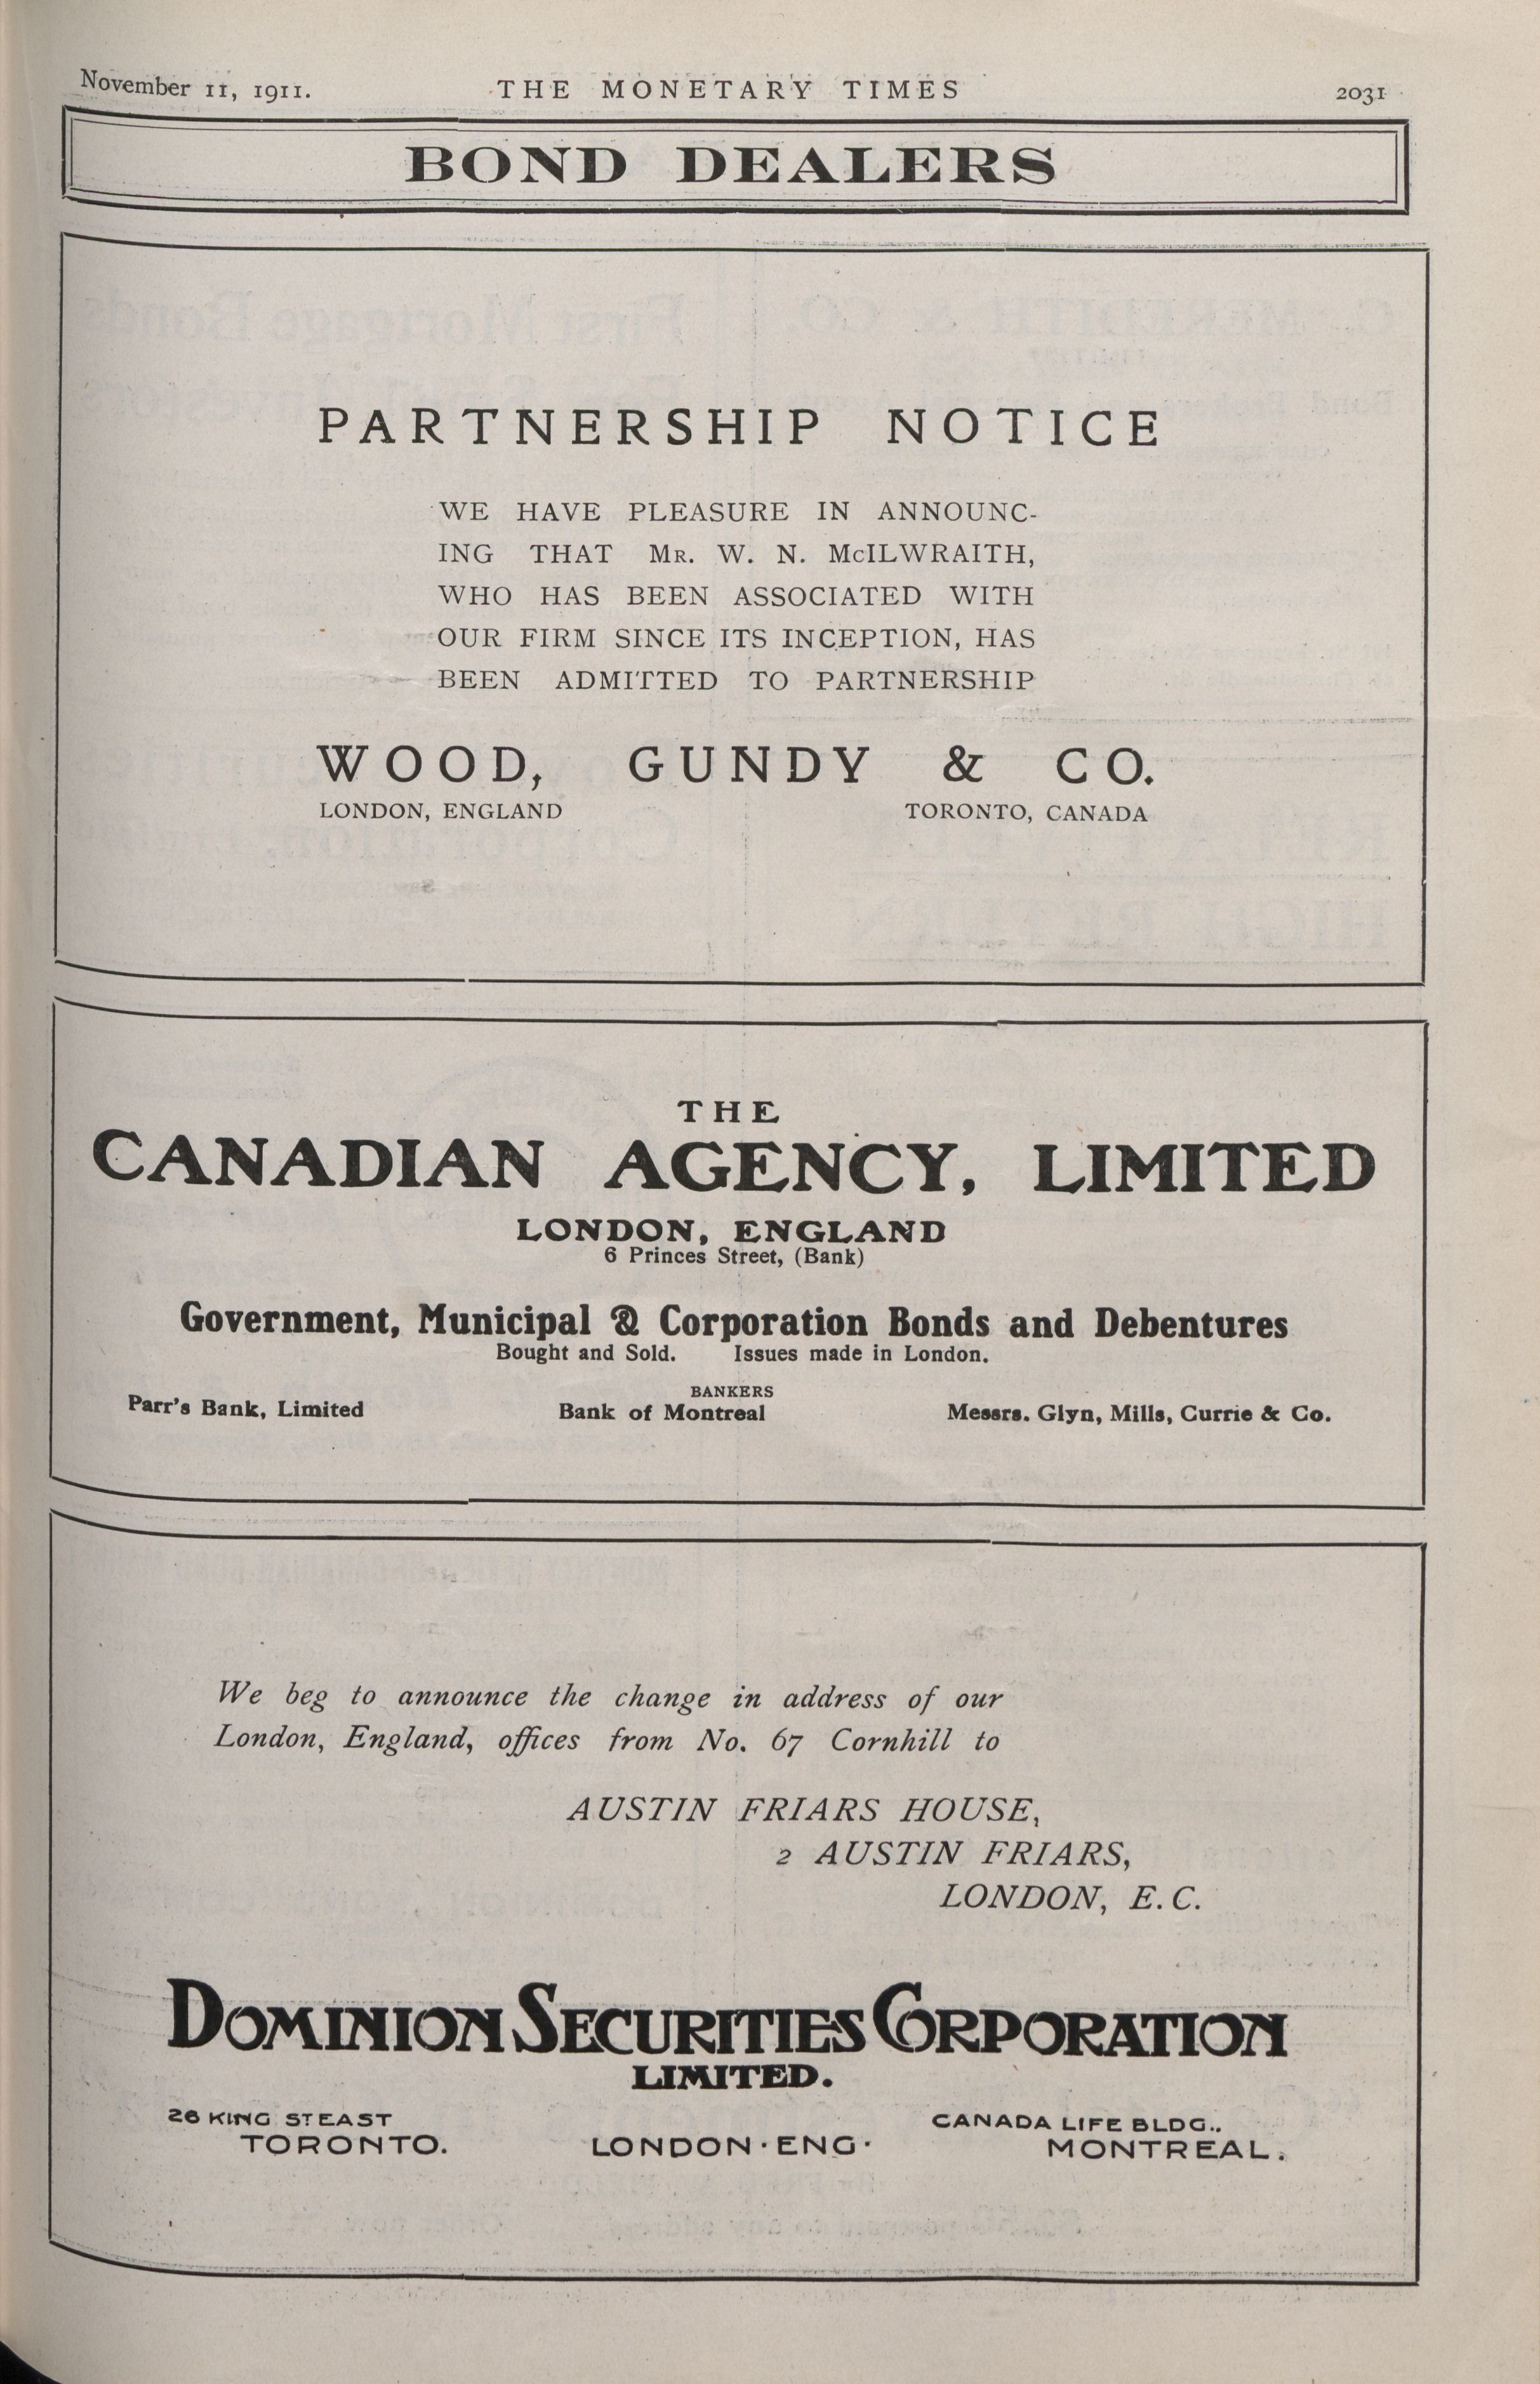 November 11, 1911. THE MONETARY TIMES 2031
BOND DEALERS
PARTNERSHIP NOTICE
WE HAVE PLEASURE IN ANNOUNC-
ING THAT MR. W. N. McILWRAITH,
WHO HAS BEEN ASSOCIATED WITH
OUR FIRM SINCE ITS INCEPTION, HAS
BEEN ADMITTED TO PARTNERSHIP
WOOD, GUNDY & CO.
LONDON, ENGLAND TORONTO, CANADA
THE
CANADIAN AGENCY, LIMITED
LONDON, ENGLAND
6 Princes Street, (Bank)
Government, Municipal & Corporation Bonds and Debentures
Bought and Sold. Issues made in London.
BANKERS
Parr's Bank, Limited Bank of Montreal Messrs. Glyn, Mills, Currie & Co.
We beg to announce the change in address of our
London, England, offices from No. 67 Cornhill to
AUSTIN FRIARS HOUSE,
2 AUSTIN FRIARS,
LONDON, E.C.
DOMINION SECURITIES CORPORATION
LIMITED.
26 KING ST EAST CANADA LIFE BLDG..
TORONTO. LONDON·ENG· MONTREAL.